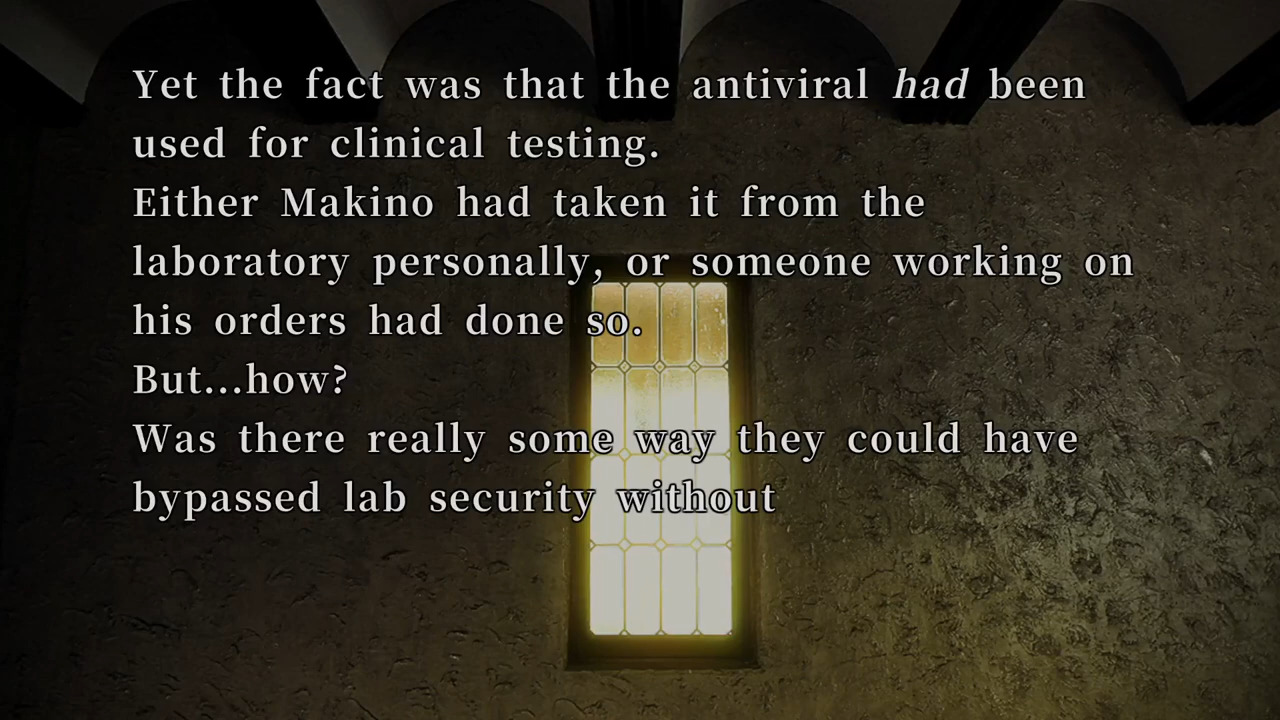 Yet the fact was that the antiviral had been
used for clinical testing.
Either Makino had taken it from the
laboratory personally, or someone working on
his orders had done so.
But...how?
Was there really some way they could have
bypassed lab security without